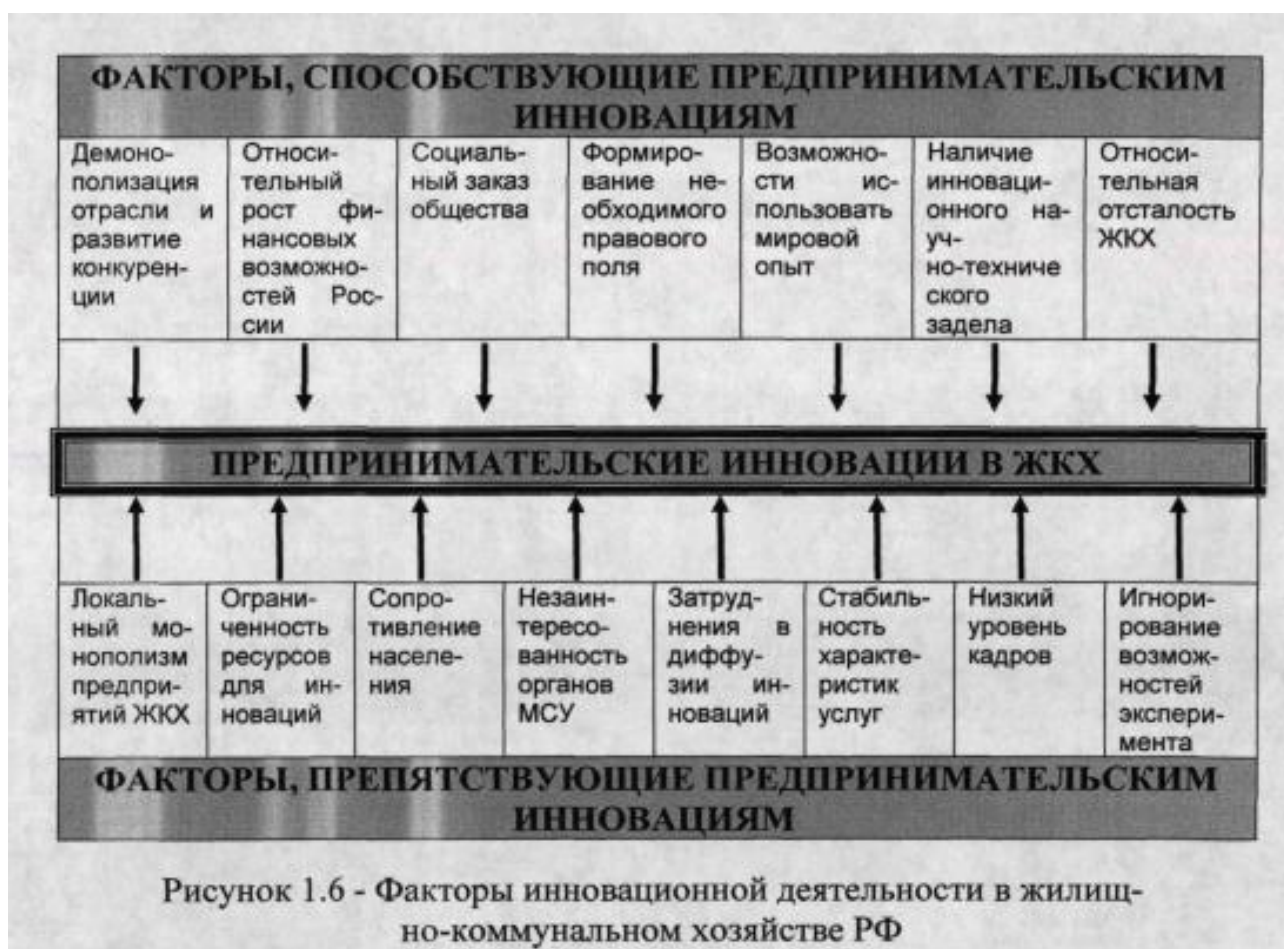 ФАКТОРЫ, СПОСОБСТВУЮЩИЕ ПРЕДПРИНИМАТЕЛЬСКИМ
ИННОВАЦИЯМ
Демоно-
полизация
отрасли и
развитие
конкурен-
ции
Относи-
тельный
рост фи-
нансовых
возможно-
стей Рос-
сии
Социаль-
ный заказ
общества
Формиро-
вание не-
обходимого
правового
поля
Возможно-
сти ис-
пользовать
мировой
опыт
Наличие
инноваци-
онного на-
уч-
но-техниче
ского
задела
Относи-
тельная
отсталость
ЖКХ
ПРЕДПРИНИМАТЕЛЬСКИЕ ИННОВАЦИИ В ЖКХ
Локаль-
ный мо-
нополизм
предпри-
ятий ЖКХ
Ограни-
ченность
ресурсов
для ин-
новаций
Сопро-
тивление
населе-
ния
Незаин-
тересо-
ванность
органов
МСУ
Затруд-
нения в
диффу-
зии ин-
новаций
Стабиль-
ность
характе-
ристик
услуг
Низкий
уровень
кадров
Игнори-
рование
возмож-
ностей
экспери-
мента
ФАКТОРЫ, ПРЕПЯТСТВУЮЩИЕ ПРЕДПРИНИМАТЕЛЬСКИМ
ИННОВАЦИЯМ
Рисунок 1.6 - Факторы инновационной деятельности в жилищ-
но-коммунальном хозяйстве РФ